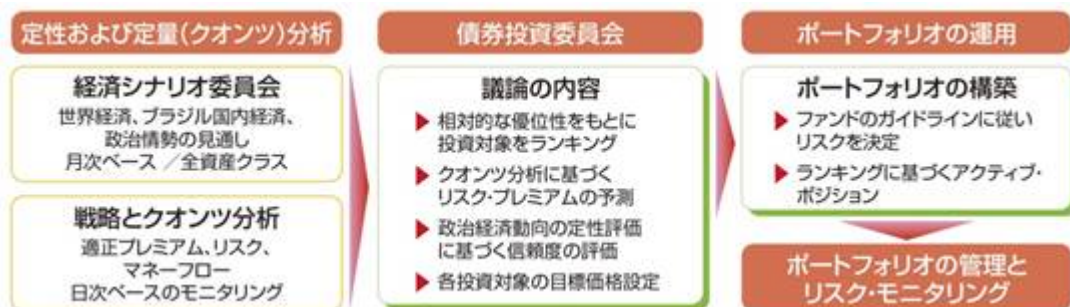 定性および定量(クオンツ)分析
経済シナリオ委員会
世界経済、ブラジル国内経済、
政治情勢の見通し
月次ベース／全資産クラス
戦略とクオンツ分析
適正プレミアム、リスク、
マネーフロー
日次ベースのモニタリング
債券投資委員会
議論の内容
相対的な優位性をもとに
投資対象をランキング
クオンツ分析に基づく
リスク・プレミアムの予測
政治経済動向の定性評価
に基づく信頼度の評価
各投資対象の目標価格設定
ポートフォリオの運用
ポートフォリオの構築
ファンドのガイドラインに従い
リスクを決定
ランキングに基づくアクティブ・
ポジション
ポートフォリオの管理と
リスク・モニタリング